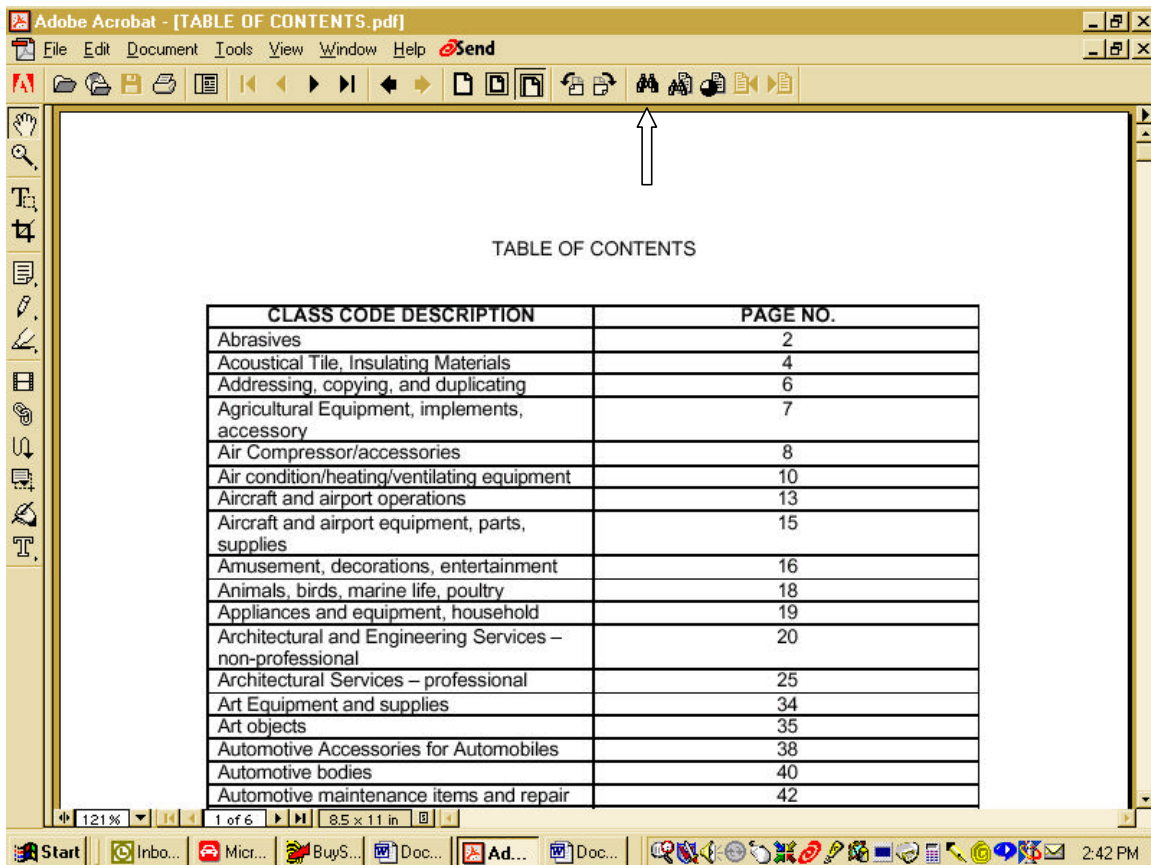 Adobe Acrobat - [TABLE OF CONTENTS.pdf]
File Edit Document Tools View Window Help Send
TABLE OF CONTENTS
CLASS CODE DESCRIPTION PAGE NO.
Abrasives 2
Acoustical Tile, Insulating Materials 4
Addressing, copying, and duplicating 6
Agricultural Equipment, implements, 7
accessory
Air Compressor/accessories 8
Air condition/heating/ventilating equipment 10
Aircraft and airport operations 13
Aircraft and airport equipment, parts, 15
supplies
Amusement, decorations, entertainment 16
Animals, birds, marine life, poultry 18
Appliances and equipment, household 19
Architectural and Engineering Services – 20
non-professional
Architectural Services – professional 25
Art Equipment and supplies 34
Art objects 35
Automotive Accessories for Automobiles 38
Automotive bodies 40
Automotive maintenance items and repair 42
121% 1 of 6 8.5 x 11 in
Start Inbo... Micr... BuyS... Doc... Ad... Doc... 2:42 PM